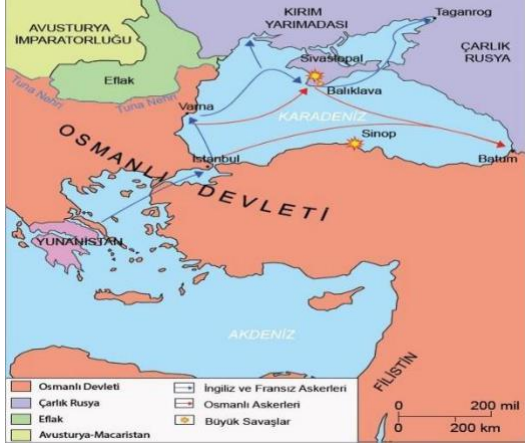 AVUSTURYA
İMPARATORLUĞU
KIRIM
YARIMADASI
Taganrog
ÇARLIK
RUSYA
Eflak
Sivastopal
Balıklava
Tuna Nehri
Tuna Nehri
Varna
KARADENİZ
Sinop
İstanbul
Batum
OSMANLI DEVLETİ
YUNANİSTAN
AKDENİZ
FİLİSTİN
Osmanlı Devleti
Çarlık Rusya
Eflak
Avusturya-Macaristan
İngiliz ve Fransız Askerleri
Osmanlı Askerleri
Büyük Savaşlar
0 200 mil
0 200 km